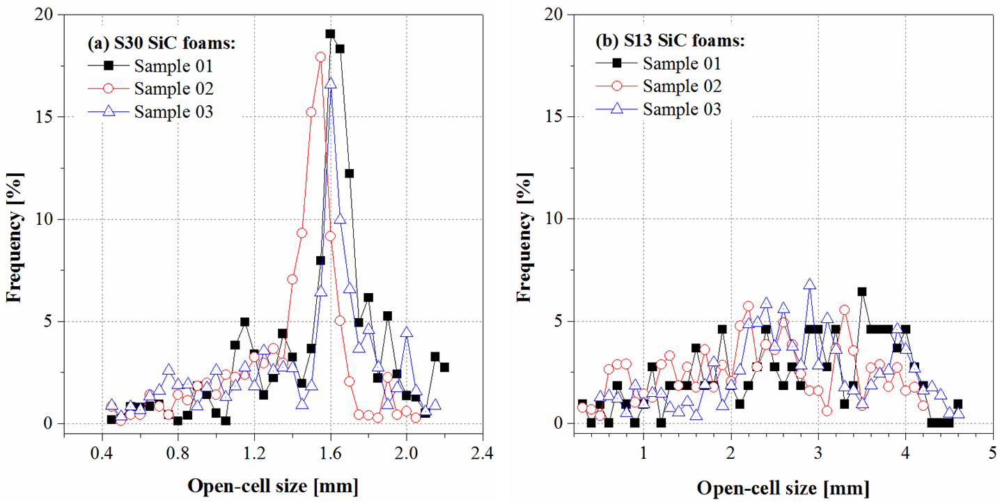 (a) S30 SiC foams:
Sample 01
Sample 02
Sample 03
Frequency [%]
20
15
10
5
0
0.4 0.8 1.2 1.6 2.0 2.4
Open-cell size [mm]
(b) S13 SiC foams:
Sample 01
Sample 02
Sample 03
Frequency [%]
20
15
10
5
0
1 2 3 4 5
Open-cell size [mm]